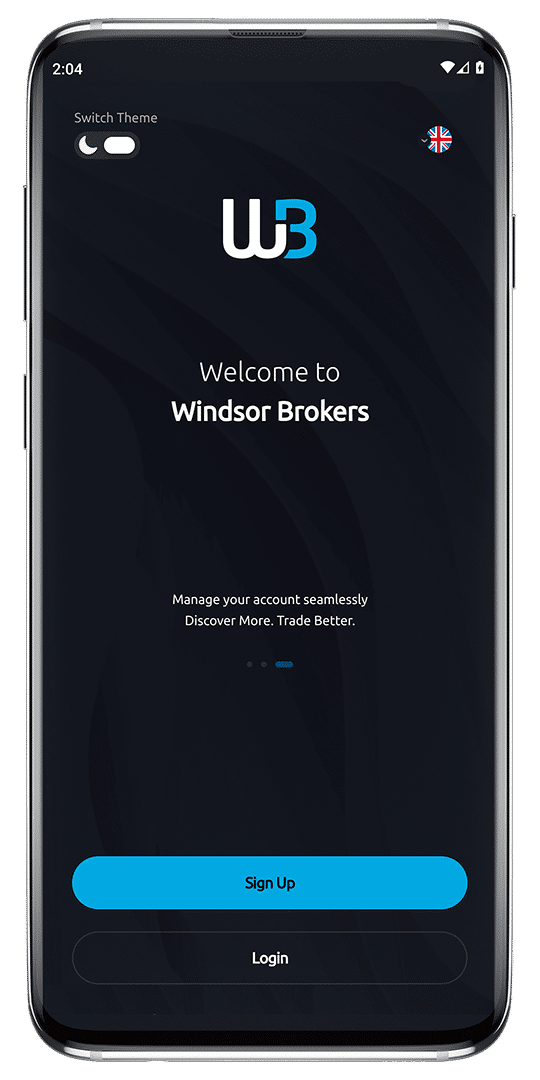 2:04
Switch Theme
WB
Welcome to
Windsor Brokers
Manage your account seamlessly
Discover More. Trade Better.
Sign Up
Login